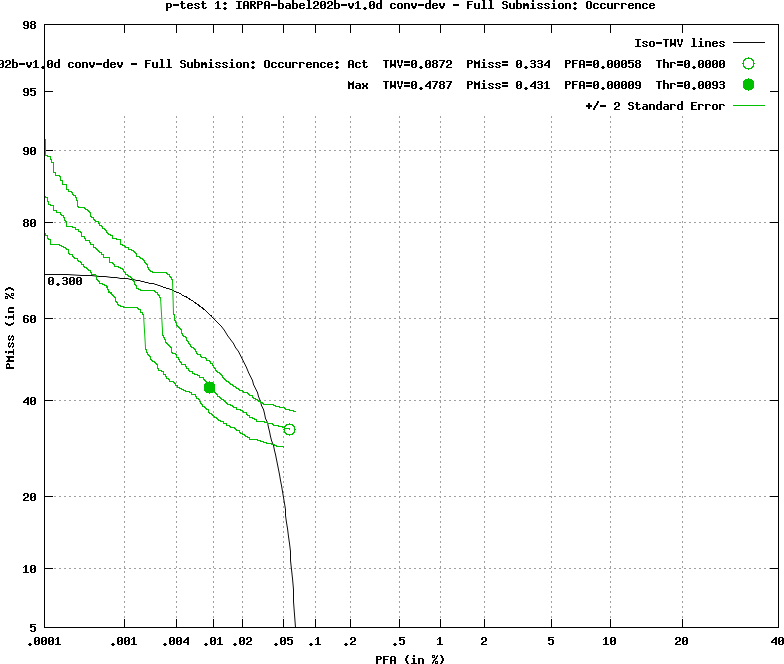 p-test 1: IARPA-babel202b-v1.0d conv-dev - Full Submission: Occurrence
98
Iso-TWV lines
02b-v1.0d conv-dev - Full Submission: Occurrence: Act TWV=0.0872 PMiss= 0.334 PFA=0.00058 Thr=0.0000
Max TWV=0.4787 PMiss= 0.431 PFA=0.00009 Thr=0.0093
+/- 2 Standard Error
95
90
80
0.300
60
PMiss (in %)
40
20
10
5
.0001 .001 .004 .01 .02 .05 .1 .2 .5 1 2 5 10 20 40
PFA (in %)